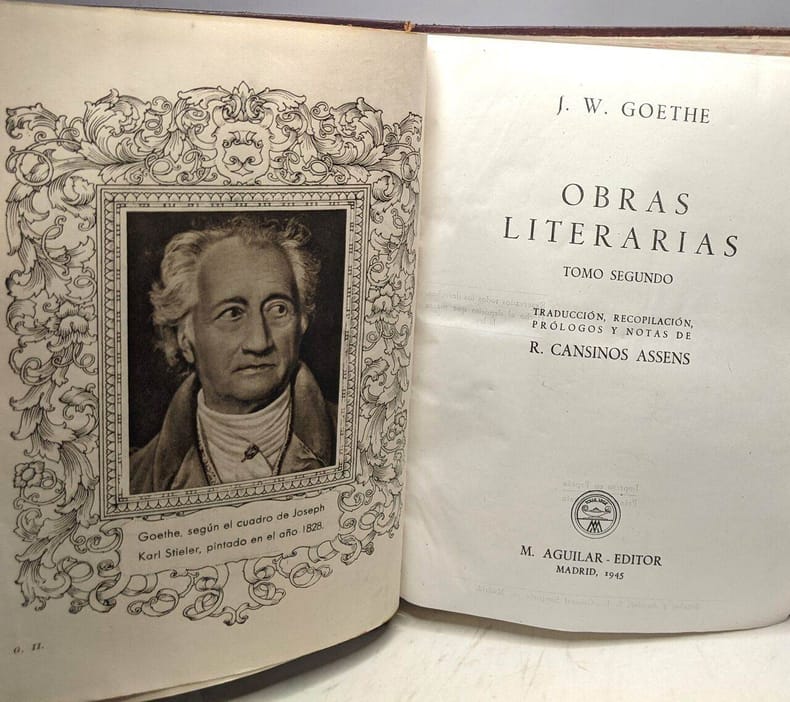 Goethe, según el cuadro de Joseph
Karl Stieler, pintado en el año 1828.
G. II.
J. W. GOETHE
OBRAS
LITERARIAS
TOMO SEGUNDO
TRADUCCIÓN, RECOPILACIÓN,
PRÓLOGOS Y NOTAS DE
R. CANSINOS ASSENS
M. AGUILAR - EDITOR
MADRID, 1945